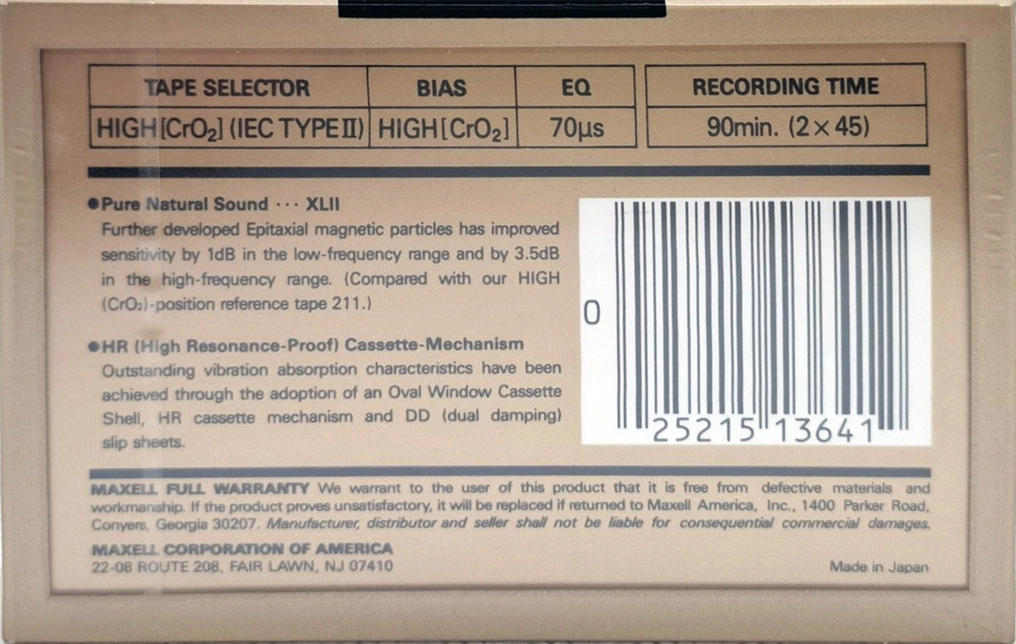 TAPE SELECTOR BIAS EQ RECORDING TIME
HIGH[CrO₂] (IEC TYPE II) HIGH[CrO₂] 70µs 90min. (2 × 45)
●Pure Natural Sound ··· XLII
Further developed Epitaxial magnetic particles has improved
sensitivity by 1dB in the low-frequency range and by 3.5dB
in the high-frequency range. (Compared with our HIGH
(CrO₂)-position reference tape 211.)
●HR (High Resonance-Proof) Cassette-Mechanism
Outstanding vibration absorption characteristics have been
achieved through the adoption of an Oval Window Cassette
Shell, HR cassette mechanism and DD (dual damping)
slip sheets.
0 25215 13641
MAXELL FULL WARRANTY We warrant to the user of this product that it is free from defective materials and
workmanship. If the product proves unsatisfactory, it will be replaced if returned to Maxell America, Inc., 1400 Parker Road,
Conyers, Georgia 30207. Manufacturer, distributor and seller shall not be liable for consequential commercial damages.
MAXELL CORPORATION OF AMERICA
22-08 ROUTE 208, FAIR LAWN, NJ 07410
Made in Japan